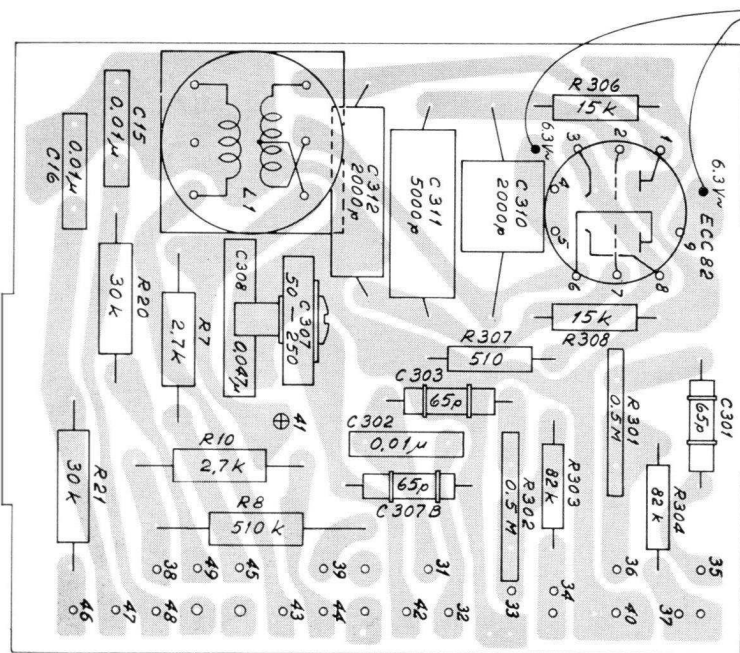 R306
15k
6.3V~
3
2
1
6.3V~
4
5
9
ECC 82
6
7
8
C15
0,01µ
C16
0,01µ
L1
C312
2000p
C311
5000p
C310
2000p
R20
30k
R7
2,7k
C308
0,047µ
C307
50—250
R307
510
15k
R308
C303
65p
R301
0,5M
C301
65p
41
C302
0,01µ
R10
2,7k
R21
30k
65p
C307B
R302
0,5M
R303
82k
R304
82k
R8
510k
38
49
45
39
31
36
35
46
47
48
43
44
42
32
33
34
40
37